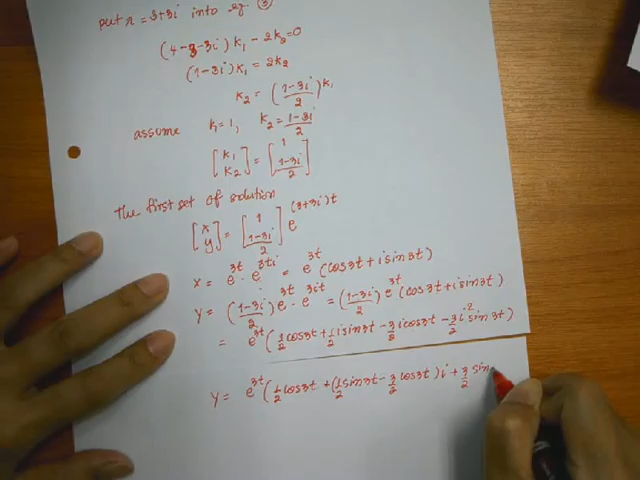 put λ = 3+3i into eq. ③
(4-3-3i)k₁ - 2k₂ = 0
(1-3i)k₁ = 2k₂
k₂ = (1-3i/2)k₁
assume k₁ = 1, k₂ = 1-3i/2
[k₁ k₂] = [1 1-3i/2]
The first set of solution
[x y] = [1 1-3i/2] e^(3+3i)t
x = e^3t · e^3ti = e^3t (cos3t + i sin3t)
y = (1-3i/2) e^3t · e^3it = (1-3i/2) e^3t (cos3t + i sin3t)
= e^3t (1/2 cos3t + 1/2 i sin3t - 3/2 i cos3t - 3/2 i² sin3t)
y = e^3t (1/2 cos3t + (1/2 sin3t - 3/2 cos3t) i + 3/2 sin